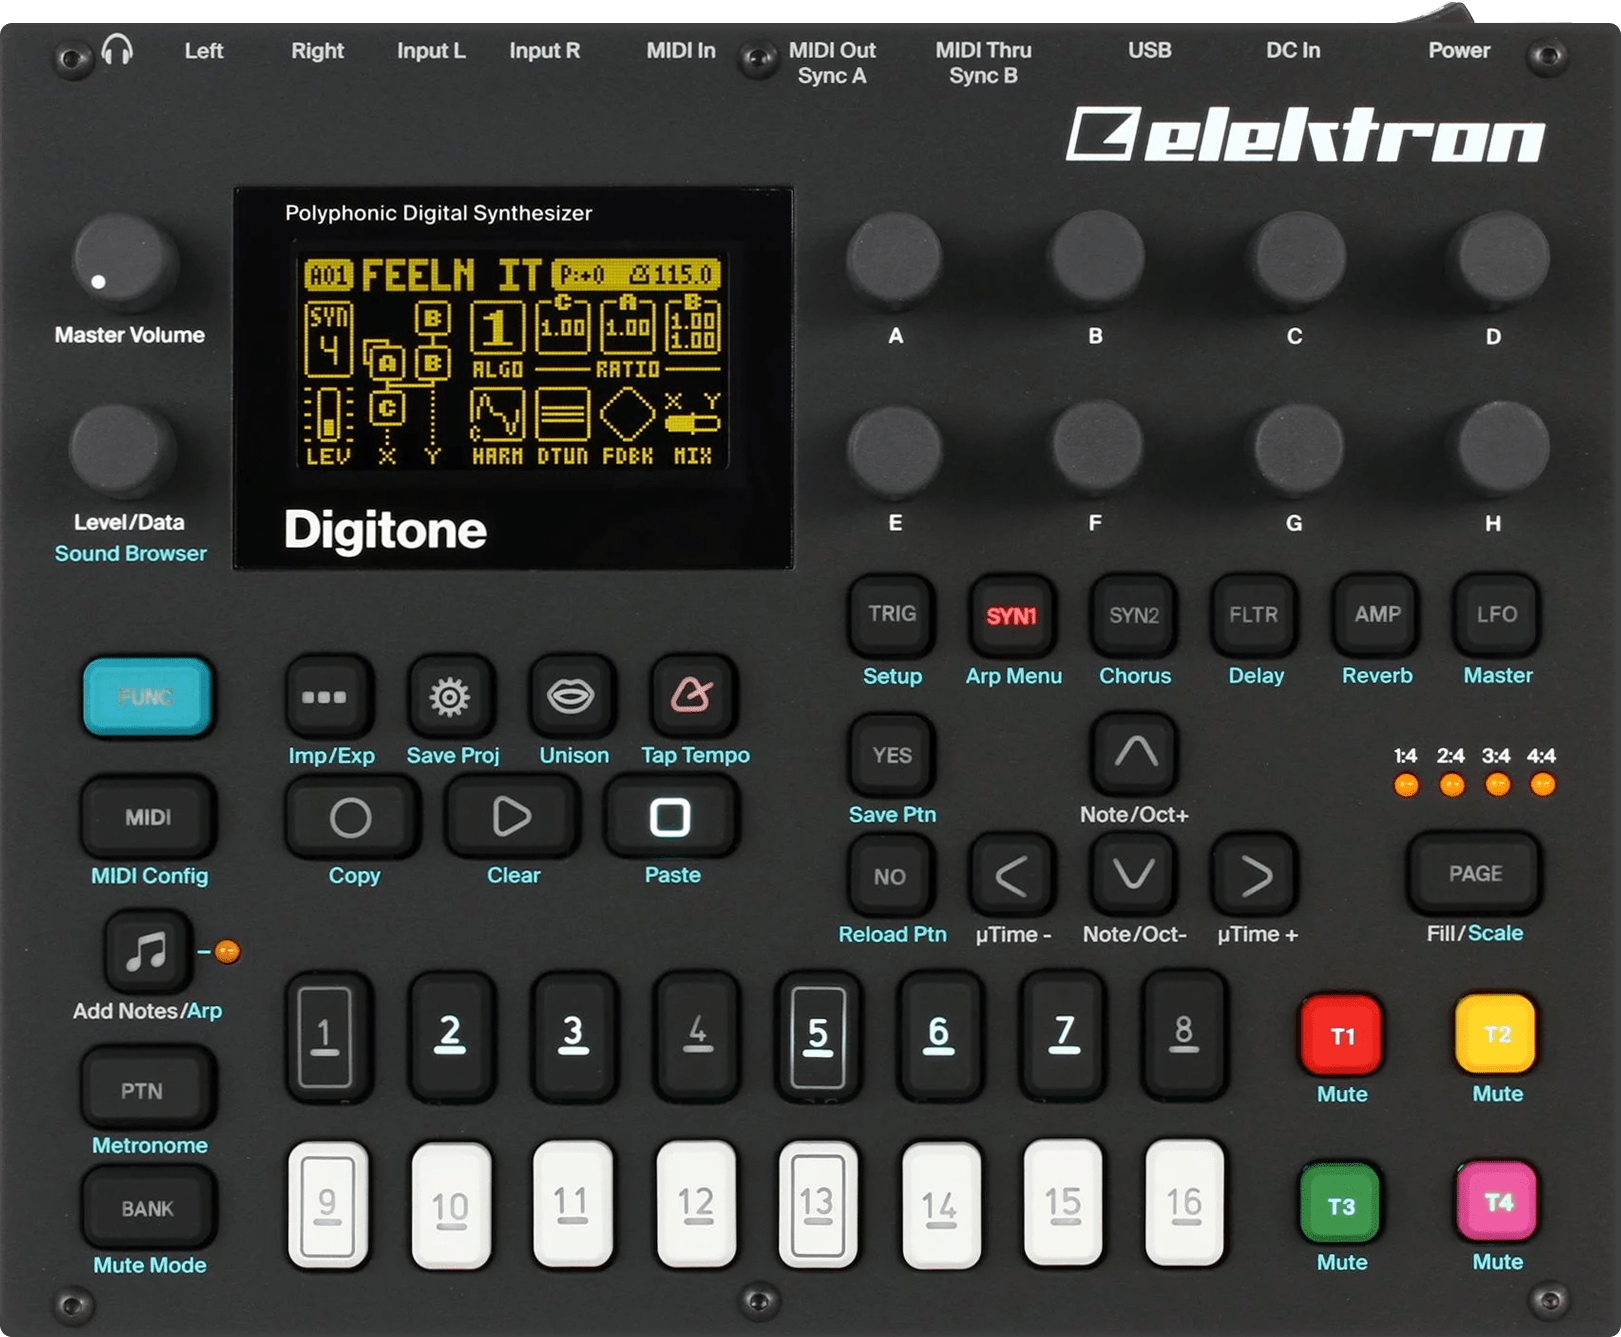 Left Right Input L Input R MIDI In MIDI Out MIDI Thru USB DC In Power
Sync A Sync B
elektron
Polyphonic Digital Synthesizer
A01 FEELN IT P:+0 115.0
SYN C A B
B 1 1.00 1.00 1.00
4 1.00
A B ALGO RATIO
C X Y
C
LEV X Y HARM DTUN FDBK MIX
Digitone
Master Volume
Level/Data
Sound Browser
A B C D
E F G H
TRIG SYN1 SYN2 FLTR AMP LFO
Setup Arp Menu Chorus Delay Reverb Master
FUNC
Imp/Exp Save Proj Unison Tap Tempo
YES
Save Ptn Note/Oct+
1:4 2:4 3:4 4:4
MIDI
MIDI Config Copy Clear Paste
NO PAGE
Reload Ptn µTime - Note/Oct- µTime + Fill/Scale
Add Notes/Arp
1 2 3 4 5 6 7 8
T1 T2
Mute Mute
PTN
Metronome
BANK
Mute Mode
9 10 11 12 13 14 15 16
T3 T4
Mute Mute